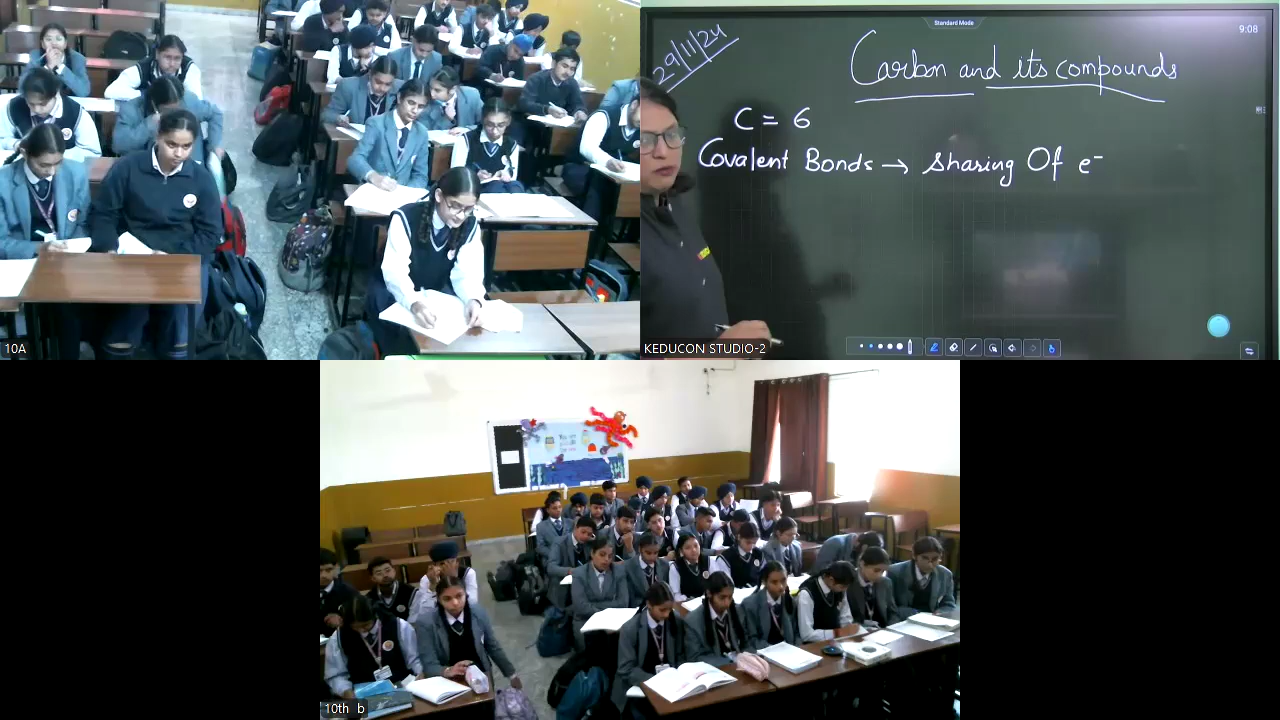 Standard Mode
9:08
29/11/24
Carbon and its compounds
C = 6
Covalent Bonds → Sharing Of e⁻
10A
KEDUCON STUDIO-2
10th b